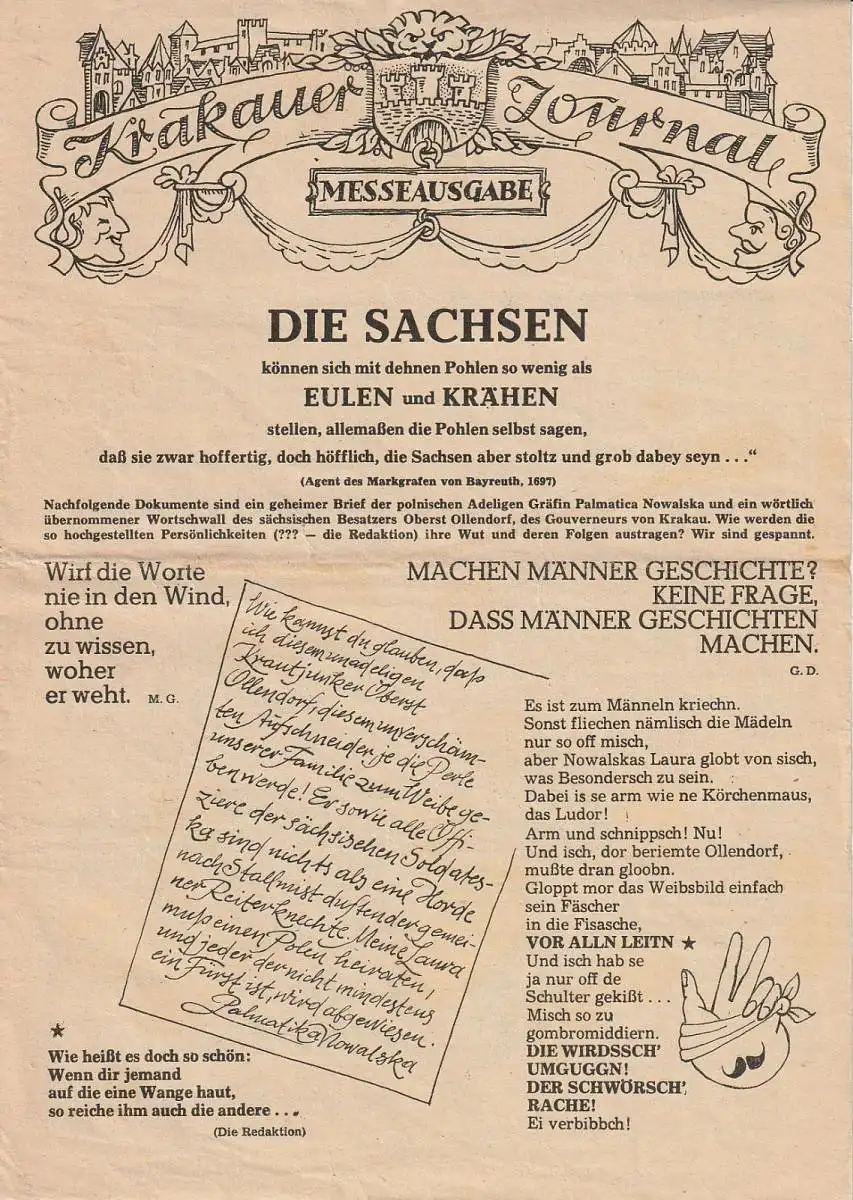 Krakauer Journal
MESSEAUSGABE
DIE SACHSEN
können sich mit dehnen Pohlen so wenig als
EULEN und KRÄHEN
stellen, allemaßen die Pohlen selbst sagen,
daß sie zwar hoffertig, doch höfflich, die Sachsen aber stoltz und grob dabey seyn . . .“
(Agent des Markgrafen von Bayreuth, 1697)
Nachfolgende Dokumente sind ein geheimer Brief der polnischen Adeligen Gräfin Palmatica Nowalska und ein wörtlich
übernommener Wortschwall des sächsischen Besatzers Oberst Ollendorf, des Gouverneurs von Krakau. Wie werden die
so hochgestellten Persönlichkeiten (??? — die Redaktion) ihre Wut und deren Folgen austragen? Wir sind gespannt.
Wirf die Worte
nie in den Wind,
ohne
zu wissen,
woher
er weht. M. G.
Wie kannst du glauben, daß
ich diesem unadeligen
Krautjunker Oberst
Ollendorf, diesem unverschäm-
ten Aufschneider je die Perle
unserer Familie zum Weibe ge-
ben werde! Er sowie alle Offi-
ziere der sächsischen Soldates-
ka sind nichts als eine Horde
nach Stallmist duftender gemei-
ner Reiterknechte. Meine Laura
muß einen Polen heiraten,
und jeder der nicht mindestens
ein Fürst ist, wird abgewiesen.
Palmatika Nowalska
★
Wie heißt es doch so schön:
Wenn dir jemand
auf die eine Wange haut,
so reiche ihm auch die andere . . .
(Die Redaktion)
MACHEN MÄNNER GESCHICHTE?
KEINE FRAGE,
DASS MÄNNER GESCHICHTEN
MACHEN.
G. D.
Es ist zum Männeln kriechn.
Sonst fliechen nämlisch die Mädeln
nur so off misch,
aber Nowalskas Laura globt von sisch,
was Besondersch zu sein.
Dabei is se arm wie ne Körchenmaus,
das Ludor!
Arm und schnippsch! Nu!
Und isch, dor beriemte Ollendorf,
mußte dran gloobn.
Gloppt mor das Weibsbild einfach
sein Fäscher
in die Fisasche,
VOR ALLN LEITN ★
Und isch hab se
ja nur off de
Schulter gekißt . . .
Misch so zu
gombromiddiern.
DIE WIRDSSCH'
UMGUGGN!
DER SCHWÖRSCH'
RACHE!
Ei verbibbch!